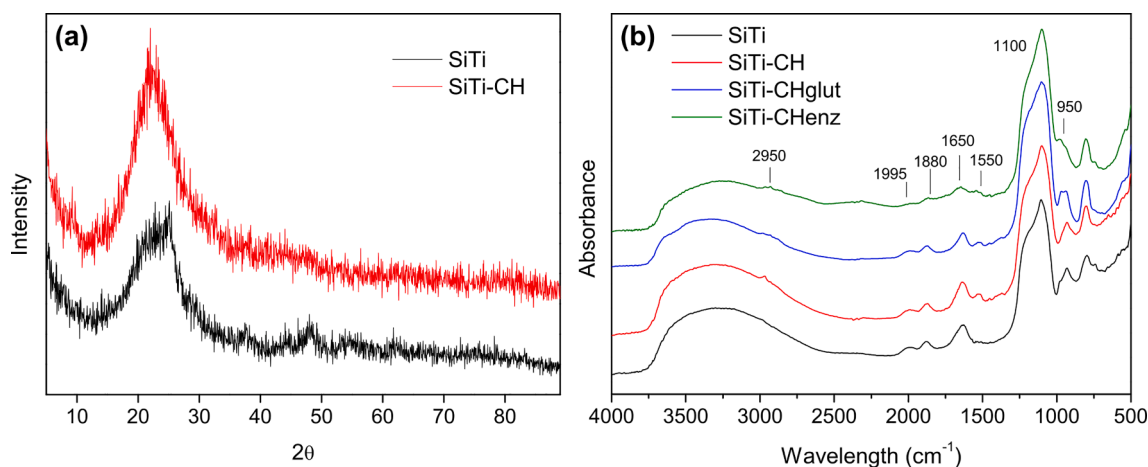 (a)
SiTi
SiTi-CH
Intensity
10 20 30 40 50 60 70 80
2θ
(b)
SiTi
SiTi-CH
SiTi-CHglut
SiTi-CHenz
1100
950
2950
1995
1880
1650
1550
Absorbance
4000 3500 3000 2500 2000 1500 1000 500
Wavelength (cm⁻¹)